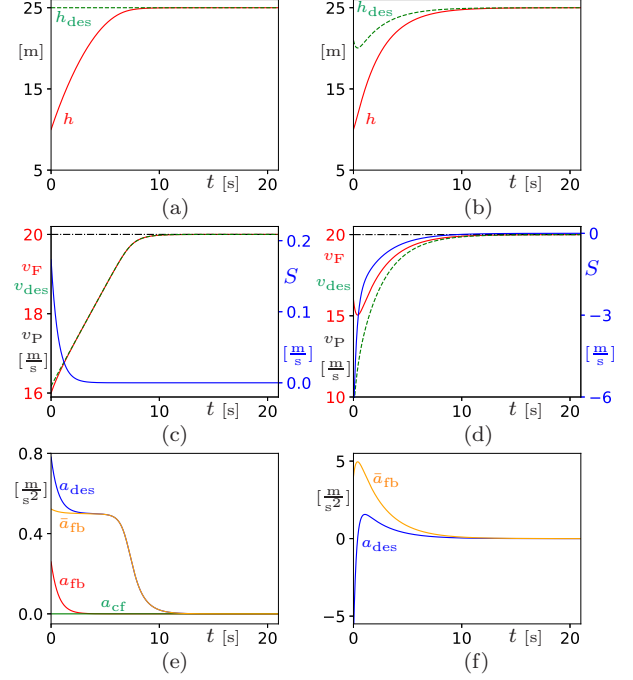 25
h_des
[m]
15
h
5
0
10
20
t [s]
(a)
25
h_des
[m]
15
h
5
0
10
20
t [s]
(b)
20
v_F
v_des
18
v_P
[m/s]
16
0
10
20
t [s]
0.2
S
0.1
[m/s]
0.0
(c)
20
v_F
v_des
15
v_P
[m/s]
10
0
10
20
t [s]
0
S
−3
[m/s]
−6
(d)
0.8
[m/s²]
a_des
ā_fb
0.4
a_fb
a_cf
0.0
0
10
20
t [s]
(e)
5
[m/s²]
ā_fb
a_des
0
−5
0
10
20
t [s]
(f)